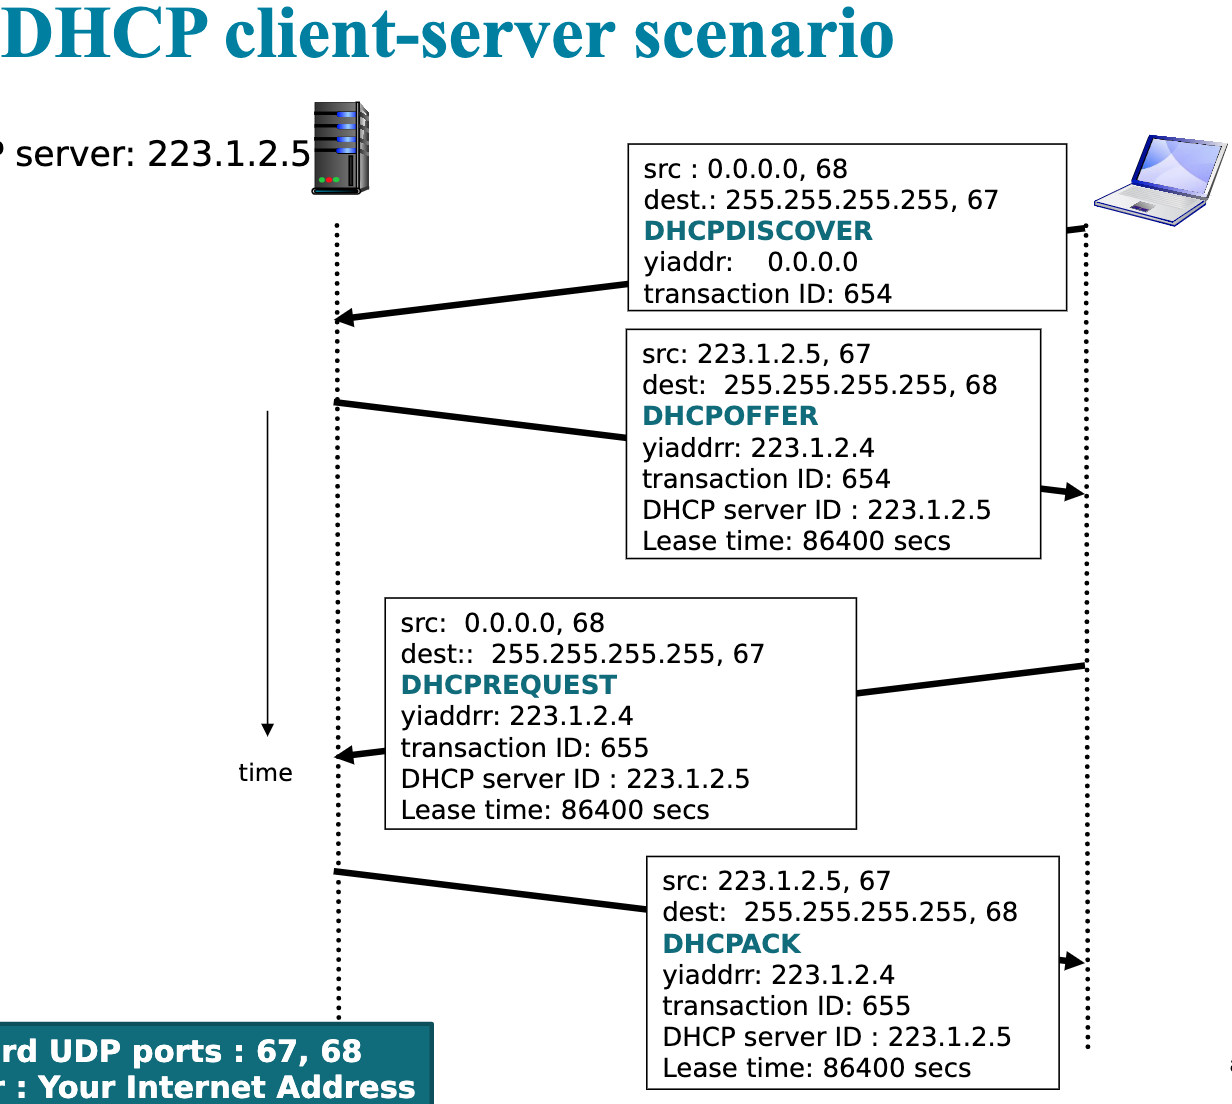 DHCP client-server scenario
P server: 223.1.2.5
src : 0.0.0.0, 68
dest.: 255.255.255.255, 67
DHCPDISCOVER
yiaddr: 0.0.0.0
transaction ID: 654
src: 223.1.2.5, 67
dest: 255.255.255.255, 68
DHCPOFFER
yiaddrr: 223.1.2.4
transaction ID: 654
DHCP server ID : 223.1.2.5
Lease time: 86400 secs
src: 0.0.0.0, 68
dest:: 255.255.255.255, 67
DHCPREQUEST
yiaddrr: 223.1.2.4
transaction ID: 655
DHCP server ID : 223.1.2.5
Lease time: 86400 secs
time
src: 223.1.2.5, 67
dest: 255.255.255.255, 68
DHCPACK
yiaddrr: 223.1.2.4
transaction ID: 655
DHCP server ID : 223.1.2.5
Lease time: 86400 secs
rd UDP ports : 67, 68
r : Your Internet Address